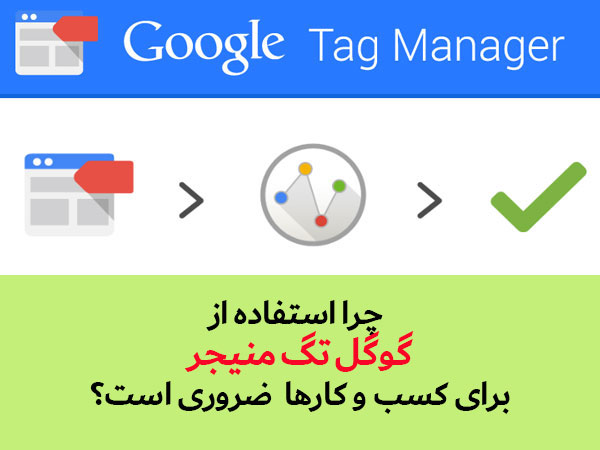 Google Tag Manager
چرا استفاده از
گوگل تگ منیجر
برای کسب و کارها ضروری است؟